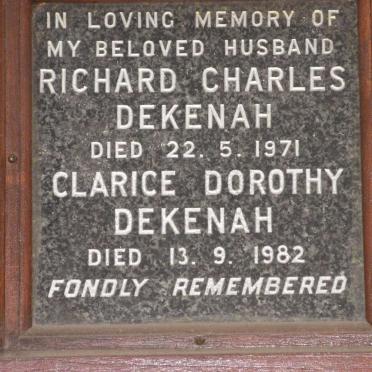 IN LOVING MEMORY OF
MY BELOVED HUSBAND
RICHARD CHARLES
DEKENAH
DIED 22. 5. 1971
CLARICE DOROTHY
DEKENAH
DIED 13. 9. 1982
FONDLY REMEMBERED